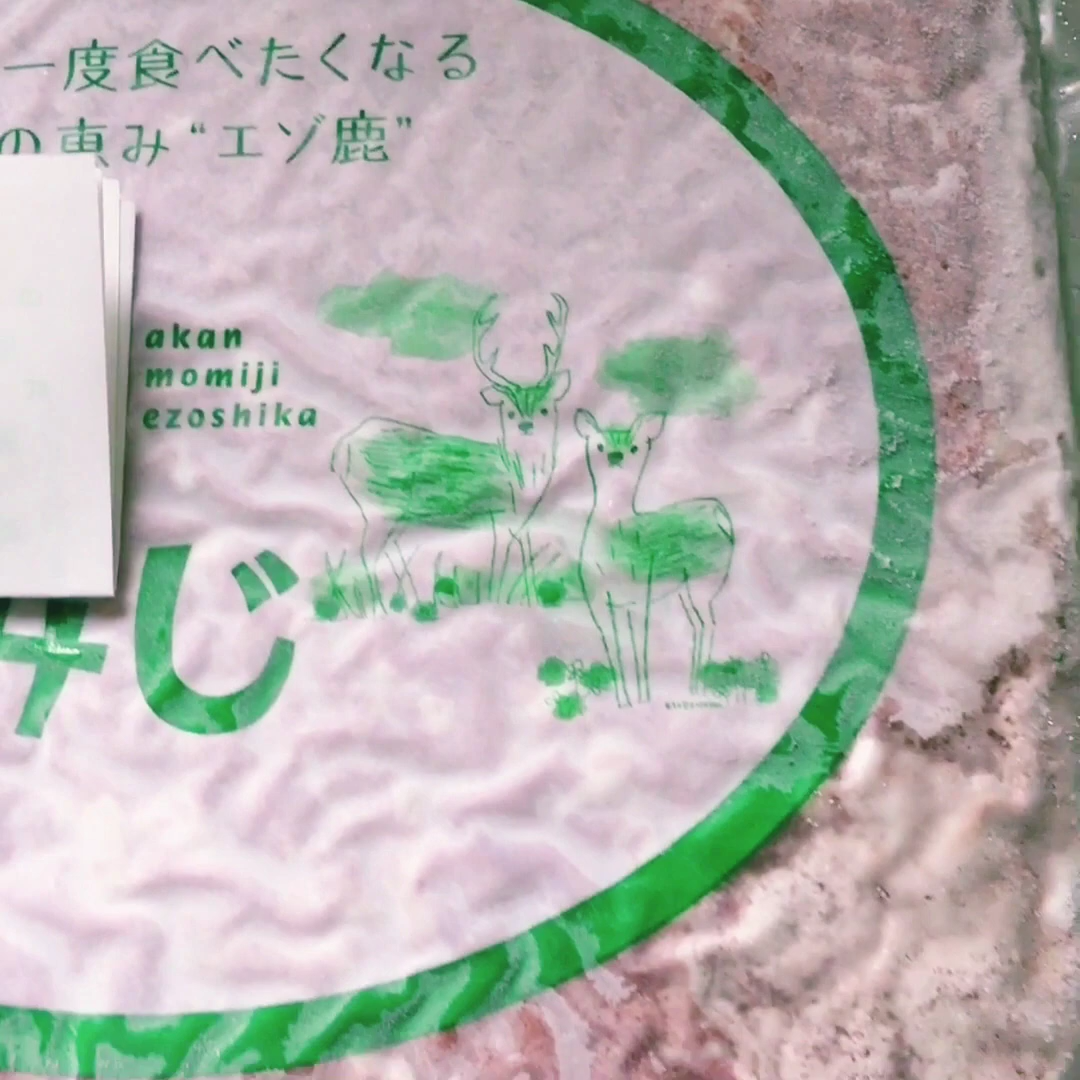 一度食べたくなる
の恵み“エゾ鹿”
akan
momiji
ezoshika
じ